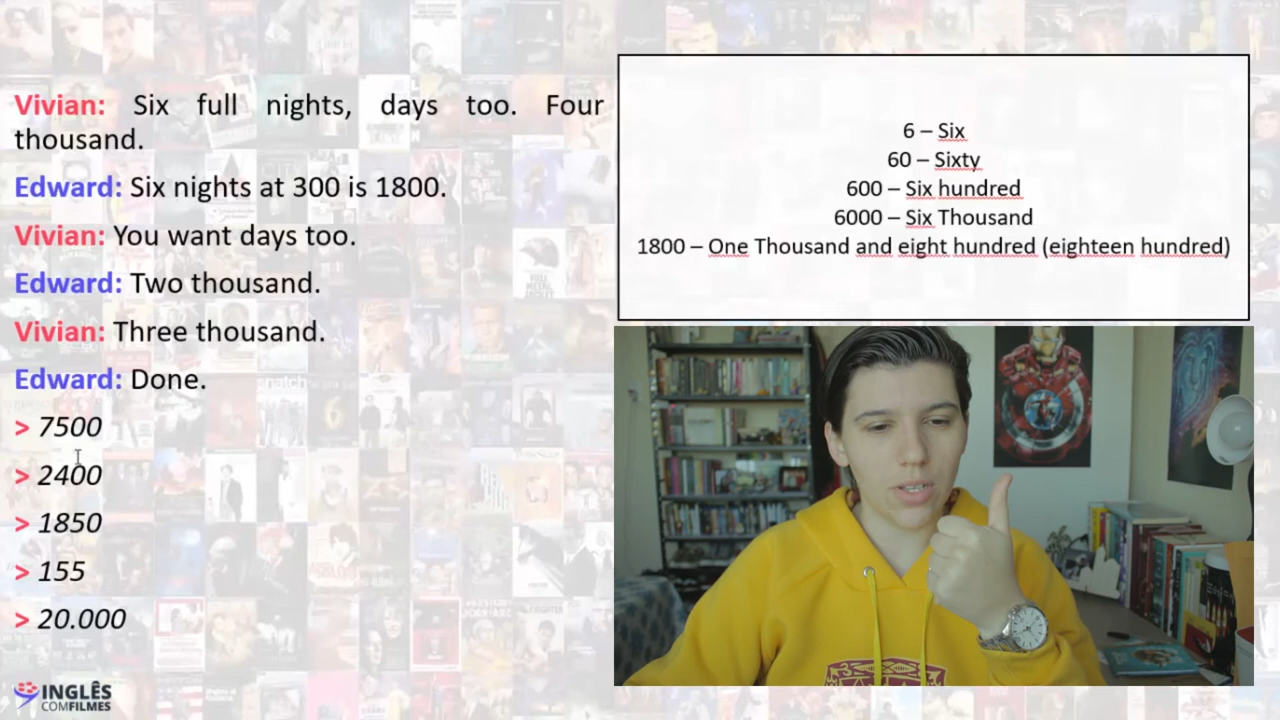 Vivian: Six full nights, days too. Four
thousand.
Edward: Six nights at 300 is 1800.
Vivian: You want days too.
Edward: Two thousand.
Vivian: Three thousand.
Edward: Done.
> 7500
> 2400
> 1850
> 155
> 20.000
6 – Six
60 – Sixty
600 – Six hundred
6000 – Six Thousand
1800 – One Thousand and eight hundred (eighteen hundred)
INGLÊS
COMFILMES